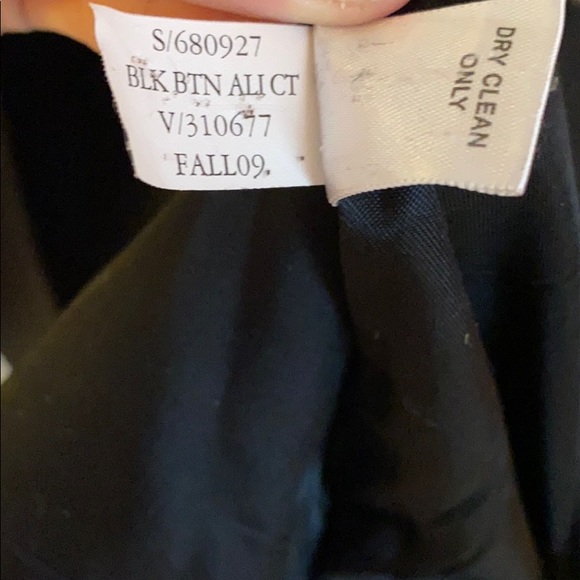 S/680927
BLK BTN ALI CT
V/310677
FALL09
DRY CLEAN
ONLY